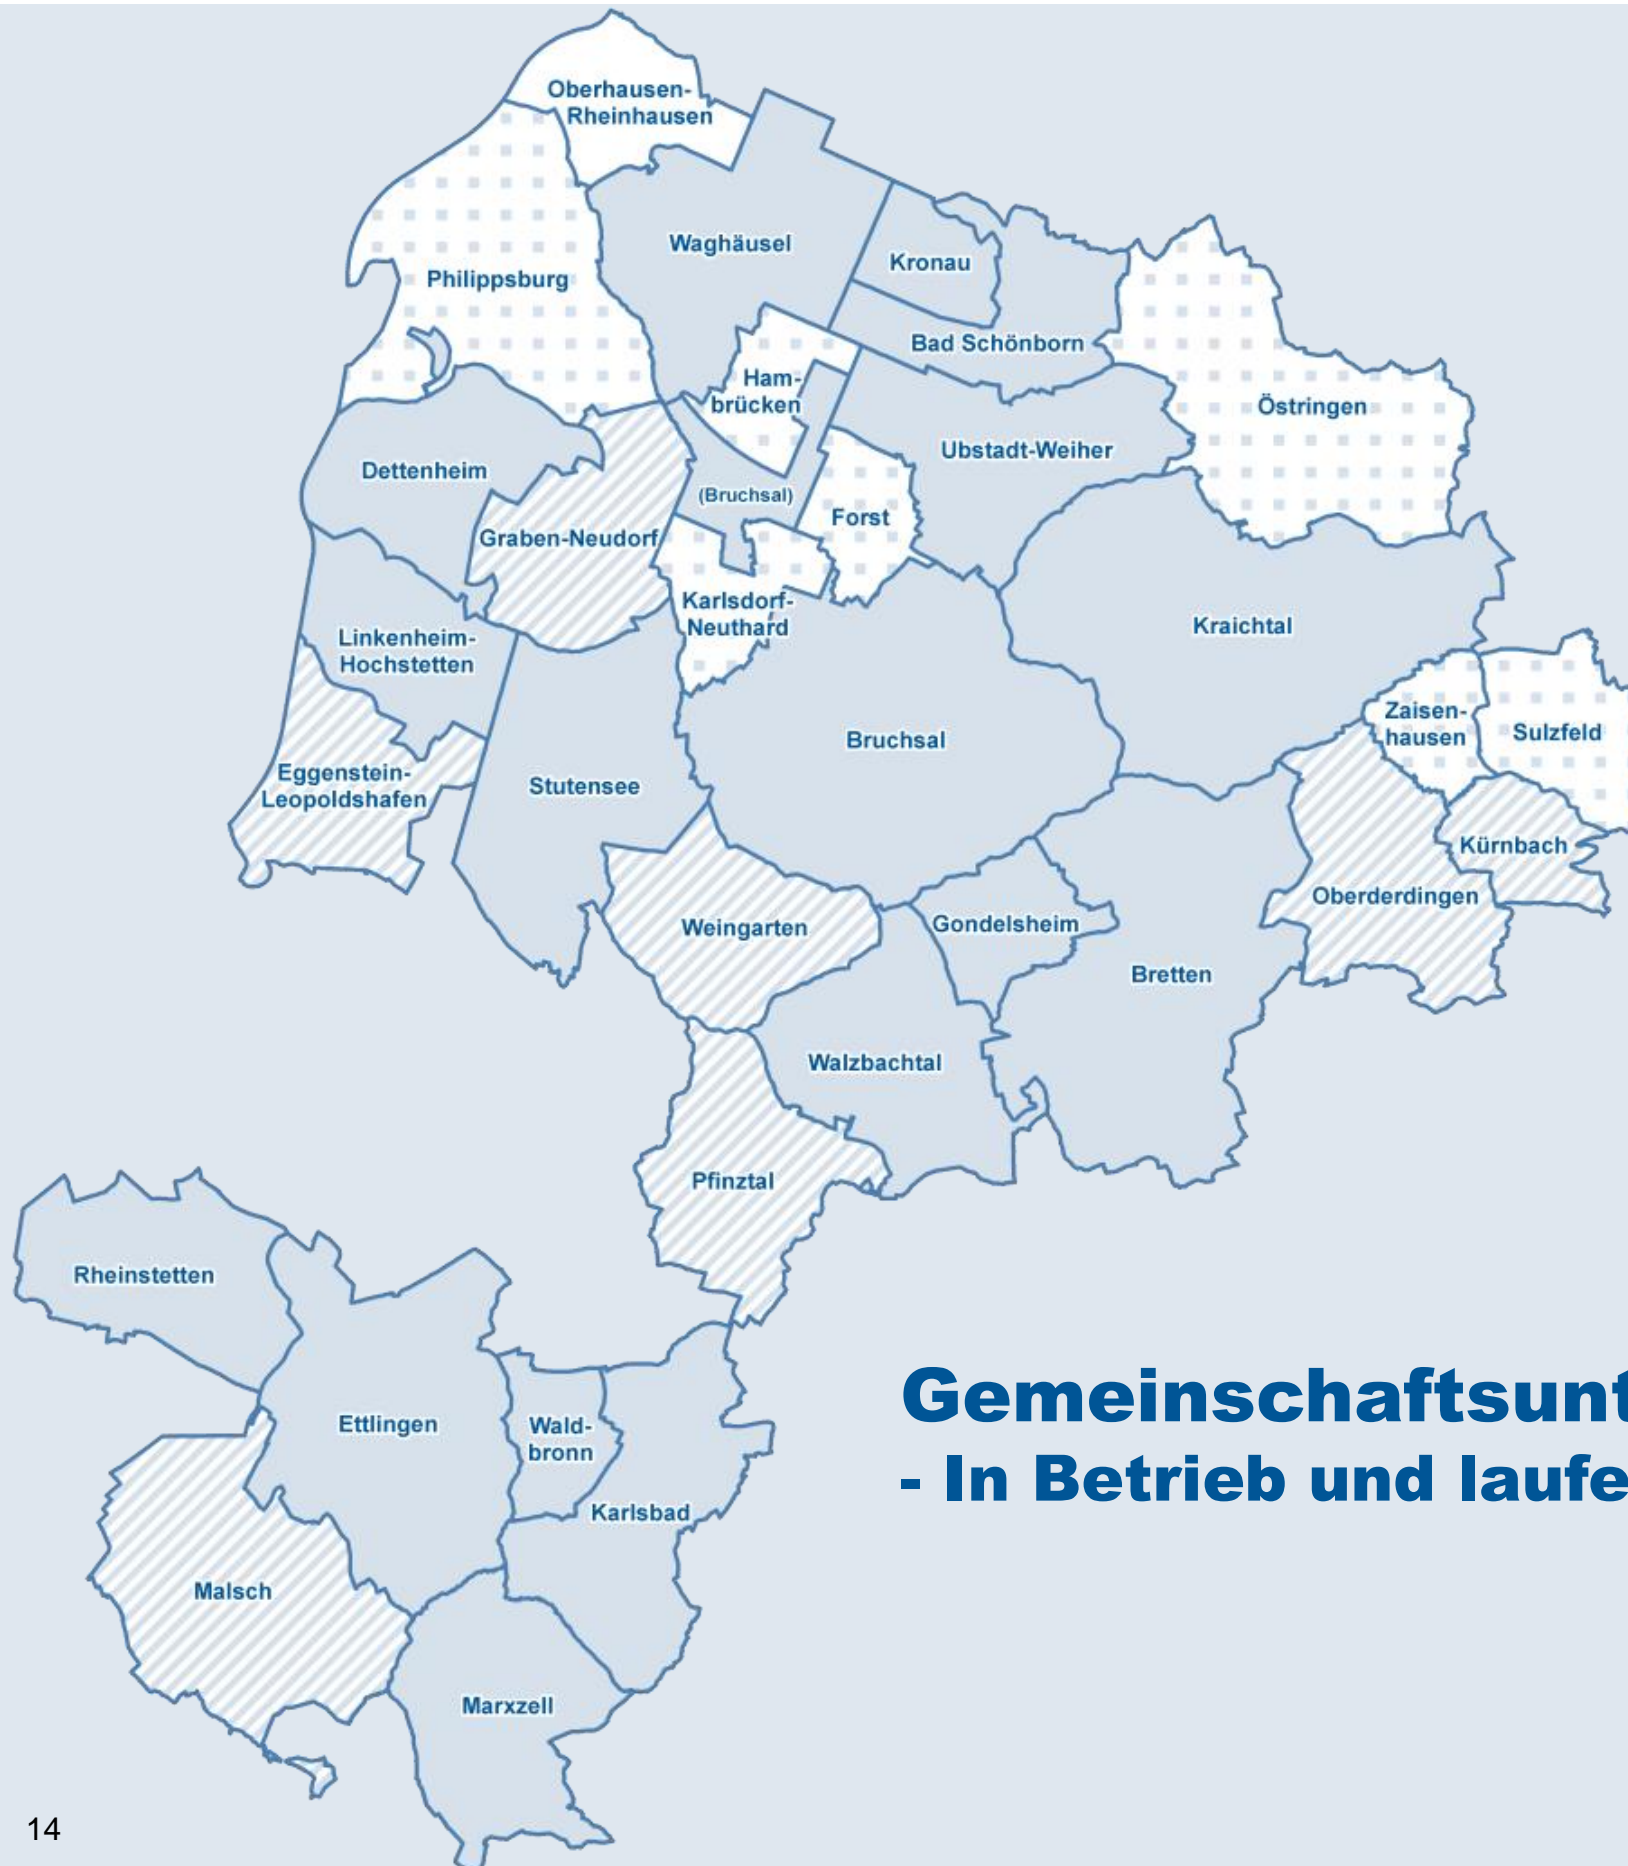 Oberhausen-
Rheinhausen
Waghäusel
Kronau
Philippsburg
Bad Schönborn
Ham-
brücken
Östringen
Ubstadt-Weiher
Dettenheim
(Bruchsal)
Forst
Graben-Neudorf
Karlsdorf-
Neuthard
Kraichtal
Linkenheim-
Hochstetten
Zaisen-
hausen
Sulzfeld
Bruchsal
Eggenstein-
Leopoldshafen
Stutensee
Kürnbach
Oberderdingen
Weingarten
Gondelsheim
Bretten
Walzbachtal
Pfinztal
Rheinstetten
Ettlingen
Wald-
bronn
Karlsbad
Malsch
Marxzell
Gemeinschaftsunt
- In Betrieb und laufe
14